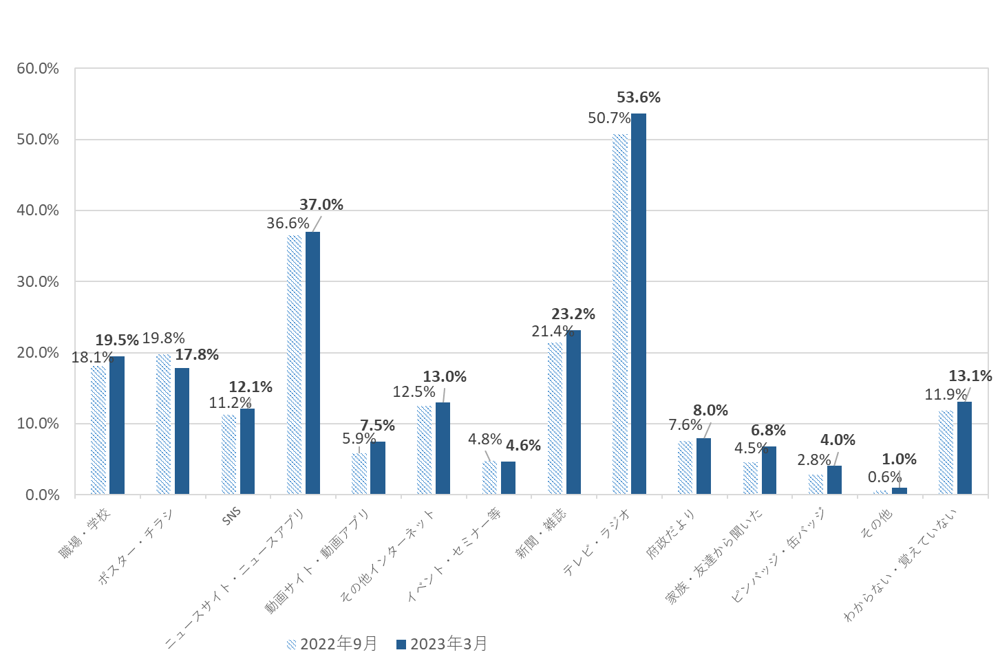 60.0%
50.0%
40.0%
30.0%
20.0%
10.0%
0.0%
18.1%
19.5%
19.8%
17.8%
11.2%
12.1%
36.6%
37.0%
5.9%
7.5%
12.5%
13.0%
4.8%
4.6%
21.4%
23.2%
50.7%
53.6%
7.6%
8.0%
4.5%
6.8%
2.8%
4.0%
0.6%
1.0%
11.9%
13.1%
職場・学校
ポスター・チラシ
SNS
ニュースサイト・ニュースアプリ
動画サイト・動画アプリ
その他インターネット
イベント・セミナー等
新聞・雑誌
テレビ・ラジオ
府政だより
家族・友達から聞いた
ピンバッジ・缶バッジ
その他
わからない・覚えていない
2022年9月
2023年3月